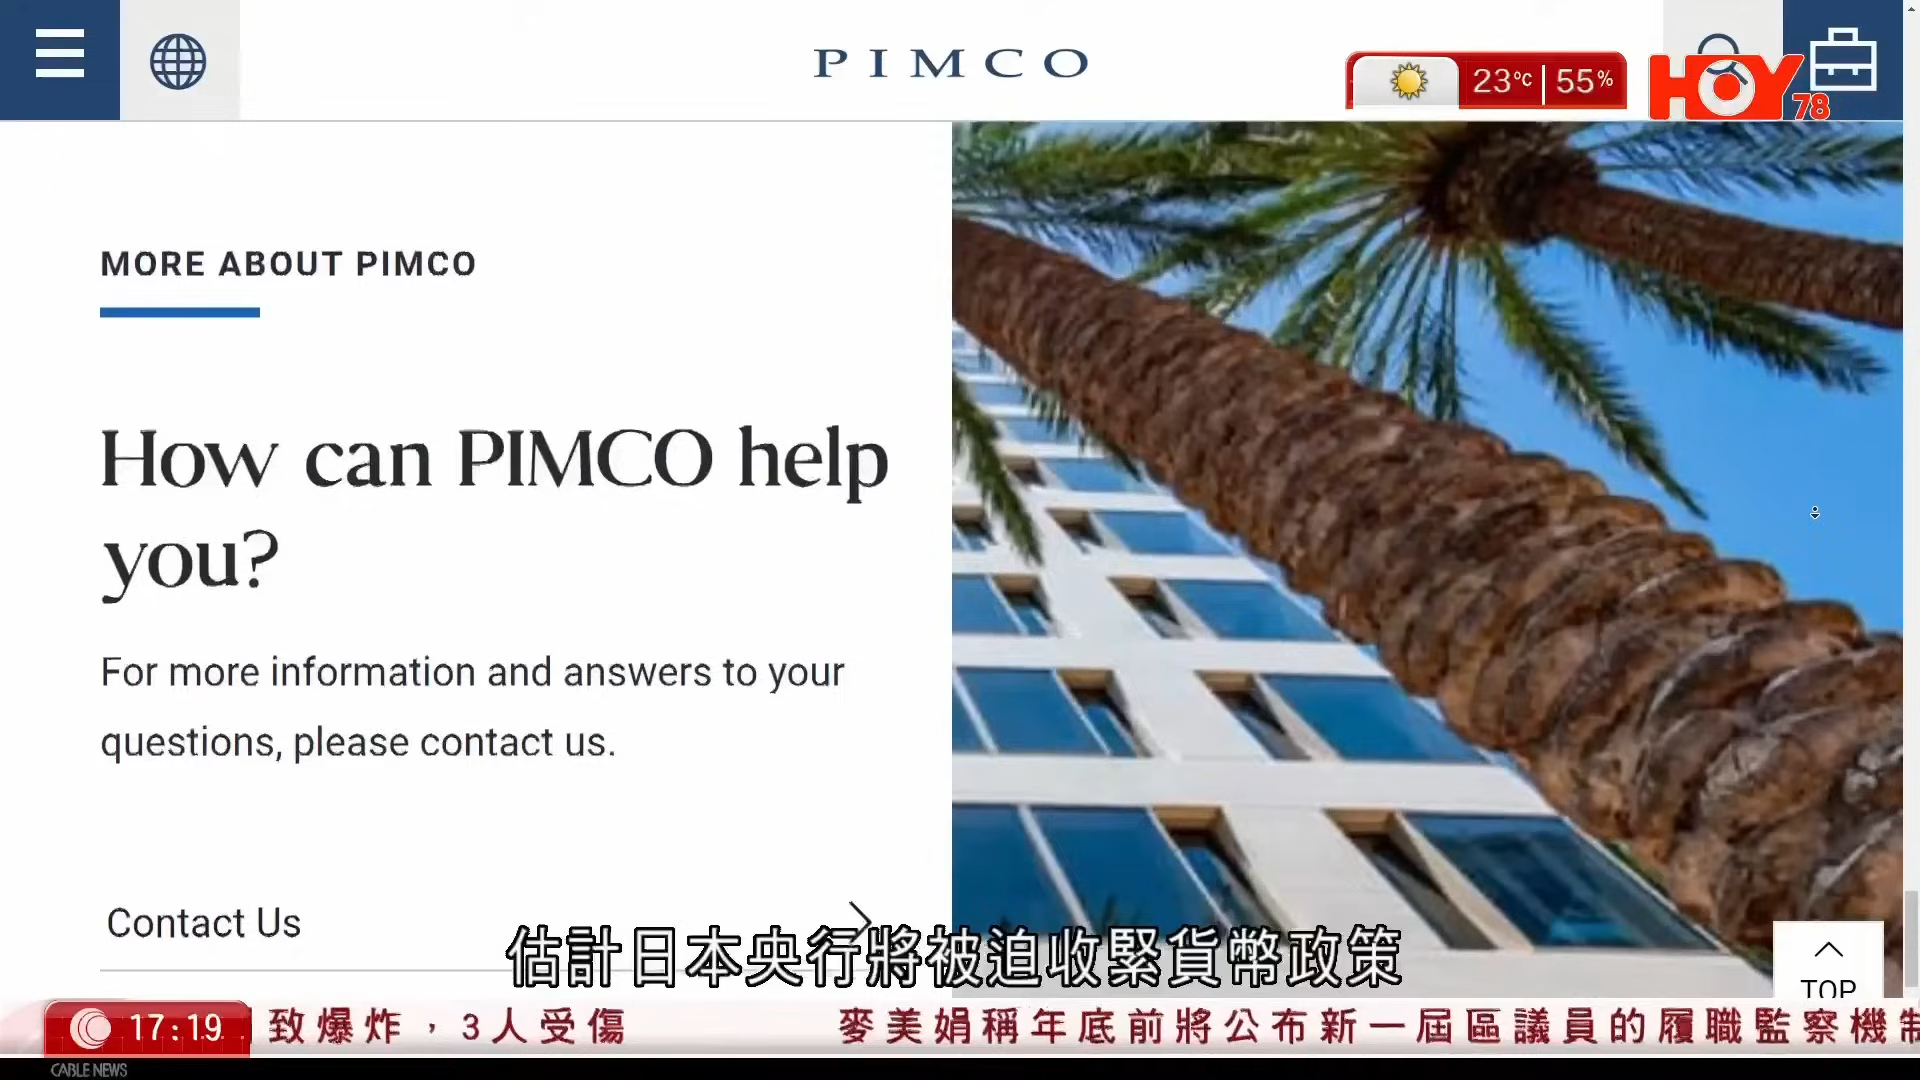 PIMCO
23°C | 55%
HOY
78
MORE ABOUT PIMCO
How can PIMCO help
you?
For more information and answers to your
questions, please contact us.
Contact Us
估計日本央行將被迫收緊貨幣政策
TOP
17:19
致爆炸，3人受傷 麥美娟稱年底前將公布新一屆區議員的履職監察機制
CABLE NEWS